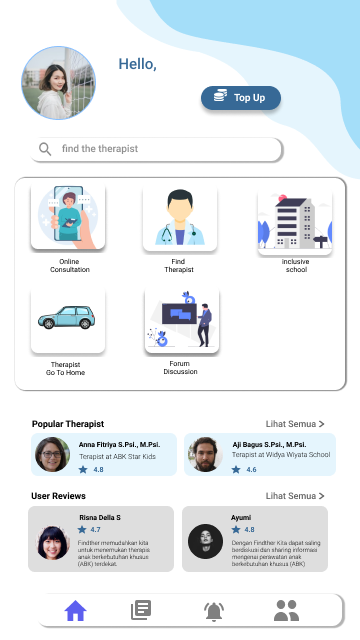 Hello,
Top Up
find the therapist
Online
Consultation
Find
Therapist
inclusive
school
Therapist
Go To Home
Forum
Discussion
Popular Therapist
Lihat Semua >
Anna Fitriya S.Psi., M.Psi.
Terapist at ABK Star Kids
4.8
Aji Bagus S.Psi., M.Psi.
Terapist at Widya Wiyata School
4.6
User Reviews
Lihat Semua >
Risna Della S
4.7
Findther memudahkan kita
untuk menemukan therapis
anak berkebutuhan khusus
(ABK) terdekat.
Ayumi
4.8
Dengan Findther Kita dapat saling
berdiskusi dan sharing informasi
mengenai perawatan anak
berkebutuhan khusus (ABK)